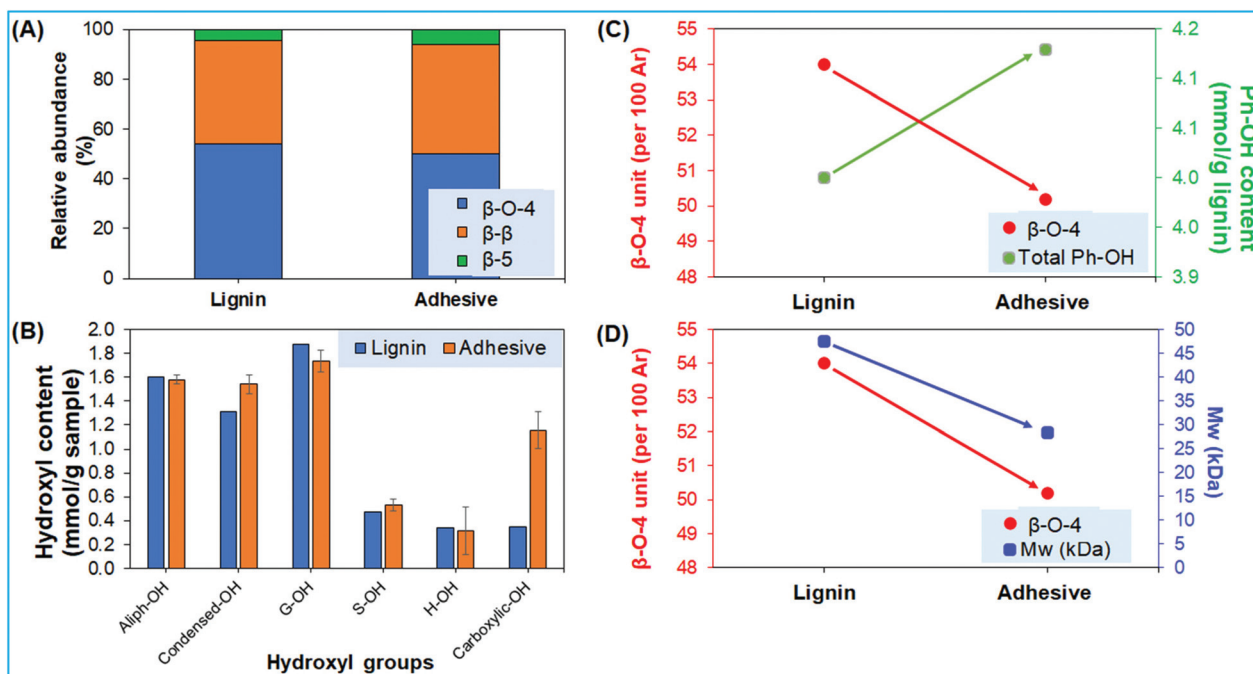 (A)
100
80
60
40
20
0
Relative abundance
(%)
β-O-4
β-β
β-5
Lignin
Adhesive
(C)
55
54
53
52
51
50
49
48
β-O-4 unit (per 100 Ar)
4.2
4.1
4.1
4.0
4.0
3.9
Ph-OH content
(mmol/g lignin)
β-O-4
Total Ph-OH
Lignin
Adhesive
(B)
2.0
1.8
1.6
1.4
1.2
1.0
0.8
0.6
0.4
0.2
0.0
Hydroxyl content
(mmol/g sample)
Lignin
Adhesive
Aliph-OH
Condensed-OH
G-OH
S-OH
H-OH
Carboxylic-OH
Hydroxyl groups
(D)
55
54
53
52
51
50
49
48
β-O-4 unit (per 100 Ar)
50
45
40
35
30
25
20
15
10
5
0
Mw (kDa)
β-O-4
Mw (kDa)
Lignin
Adhesive